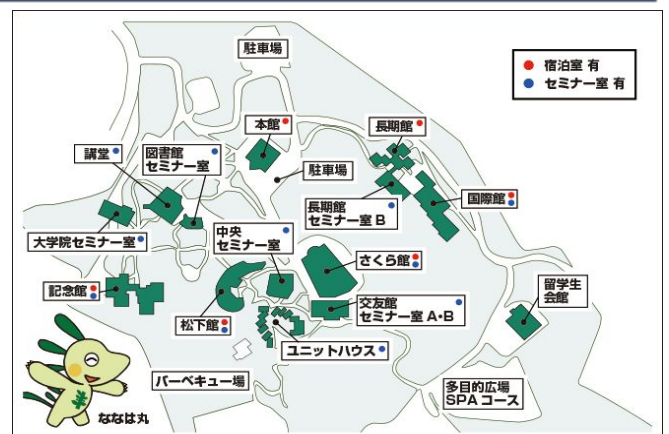 駐車場
宿泊室 有
セミナー室 有
本館
長期館
講堂
図書館
セミナー室
駐車場
国際館
長期館
セミナー室 B
大学院セミナー室
中央
セミナー室
さくら館
記念館
留学生
会館
松下館
交友館
セミナー室 A・B
ユニットハウス
バーベキュー場
多目的広場
SPA コース
ななは丸